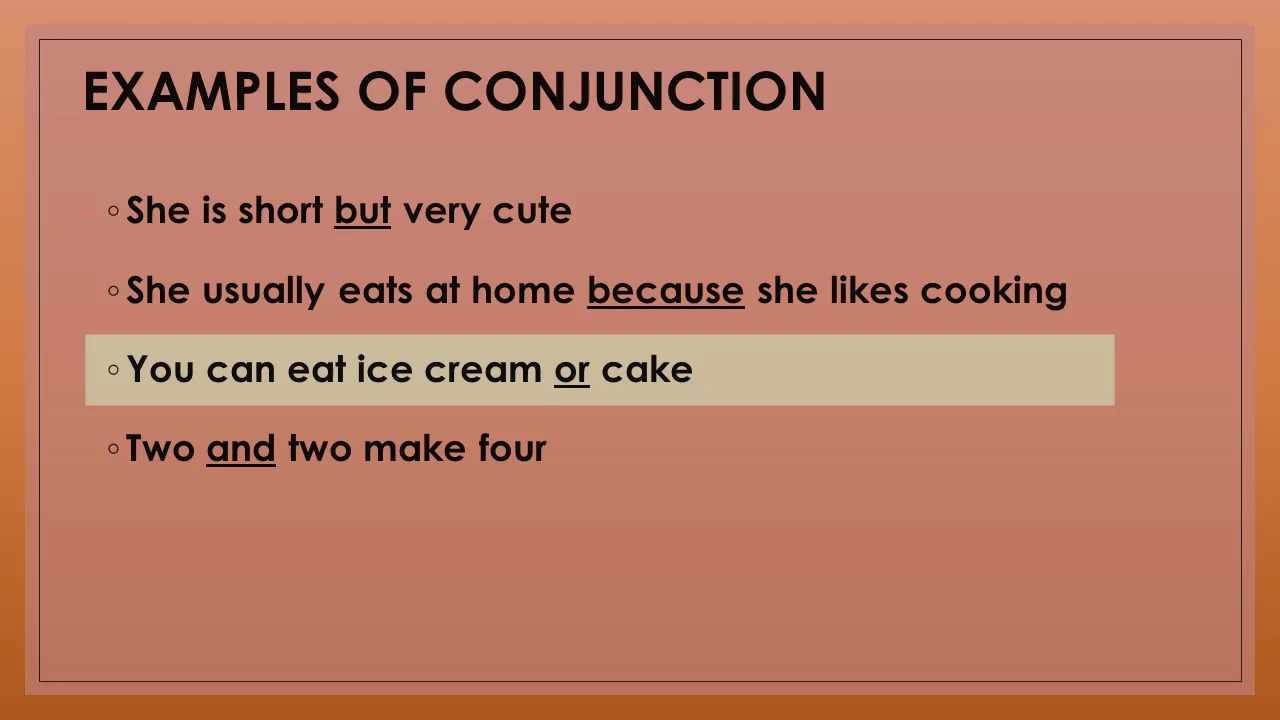 EXAMPLES OF CONJUNCTION
◦ She is short but very cute
◦ She usually eats at home because she likes cooking
◦ You can eat ice cream or cake
◦ Two and two make four